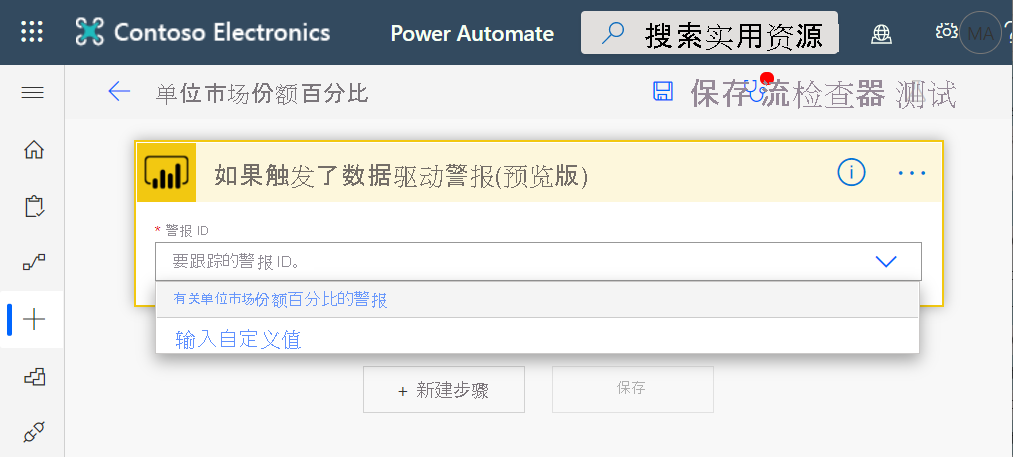 Contoso Electronics Power Automate 搜索实用资源 MA
单位市场份额百分比 保存 流检查器 测试
如果触发了数据驱动警报(预览版)
* 警报 ID
要跟踪的警报 ID。
有关单位市场份额百分比的警报
输入自定义值
+ 新建步骤 保存